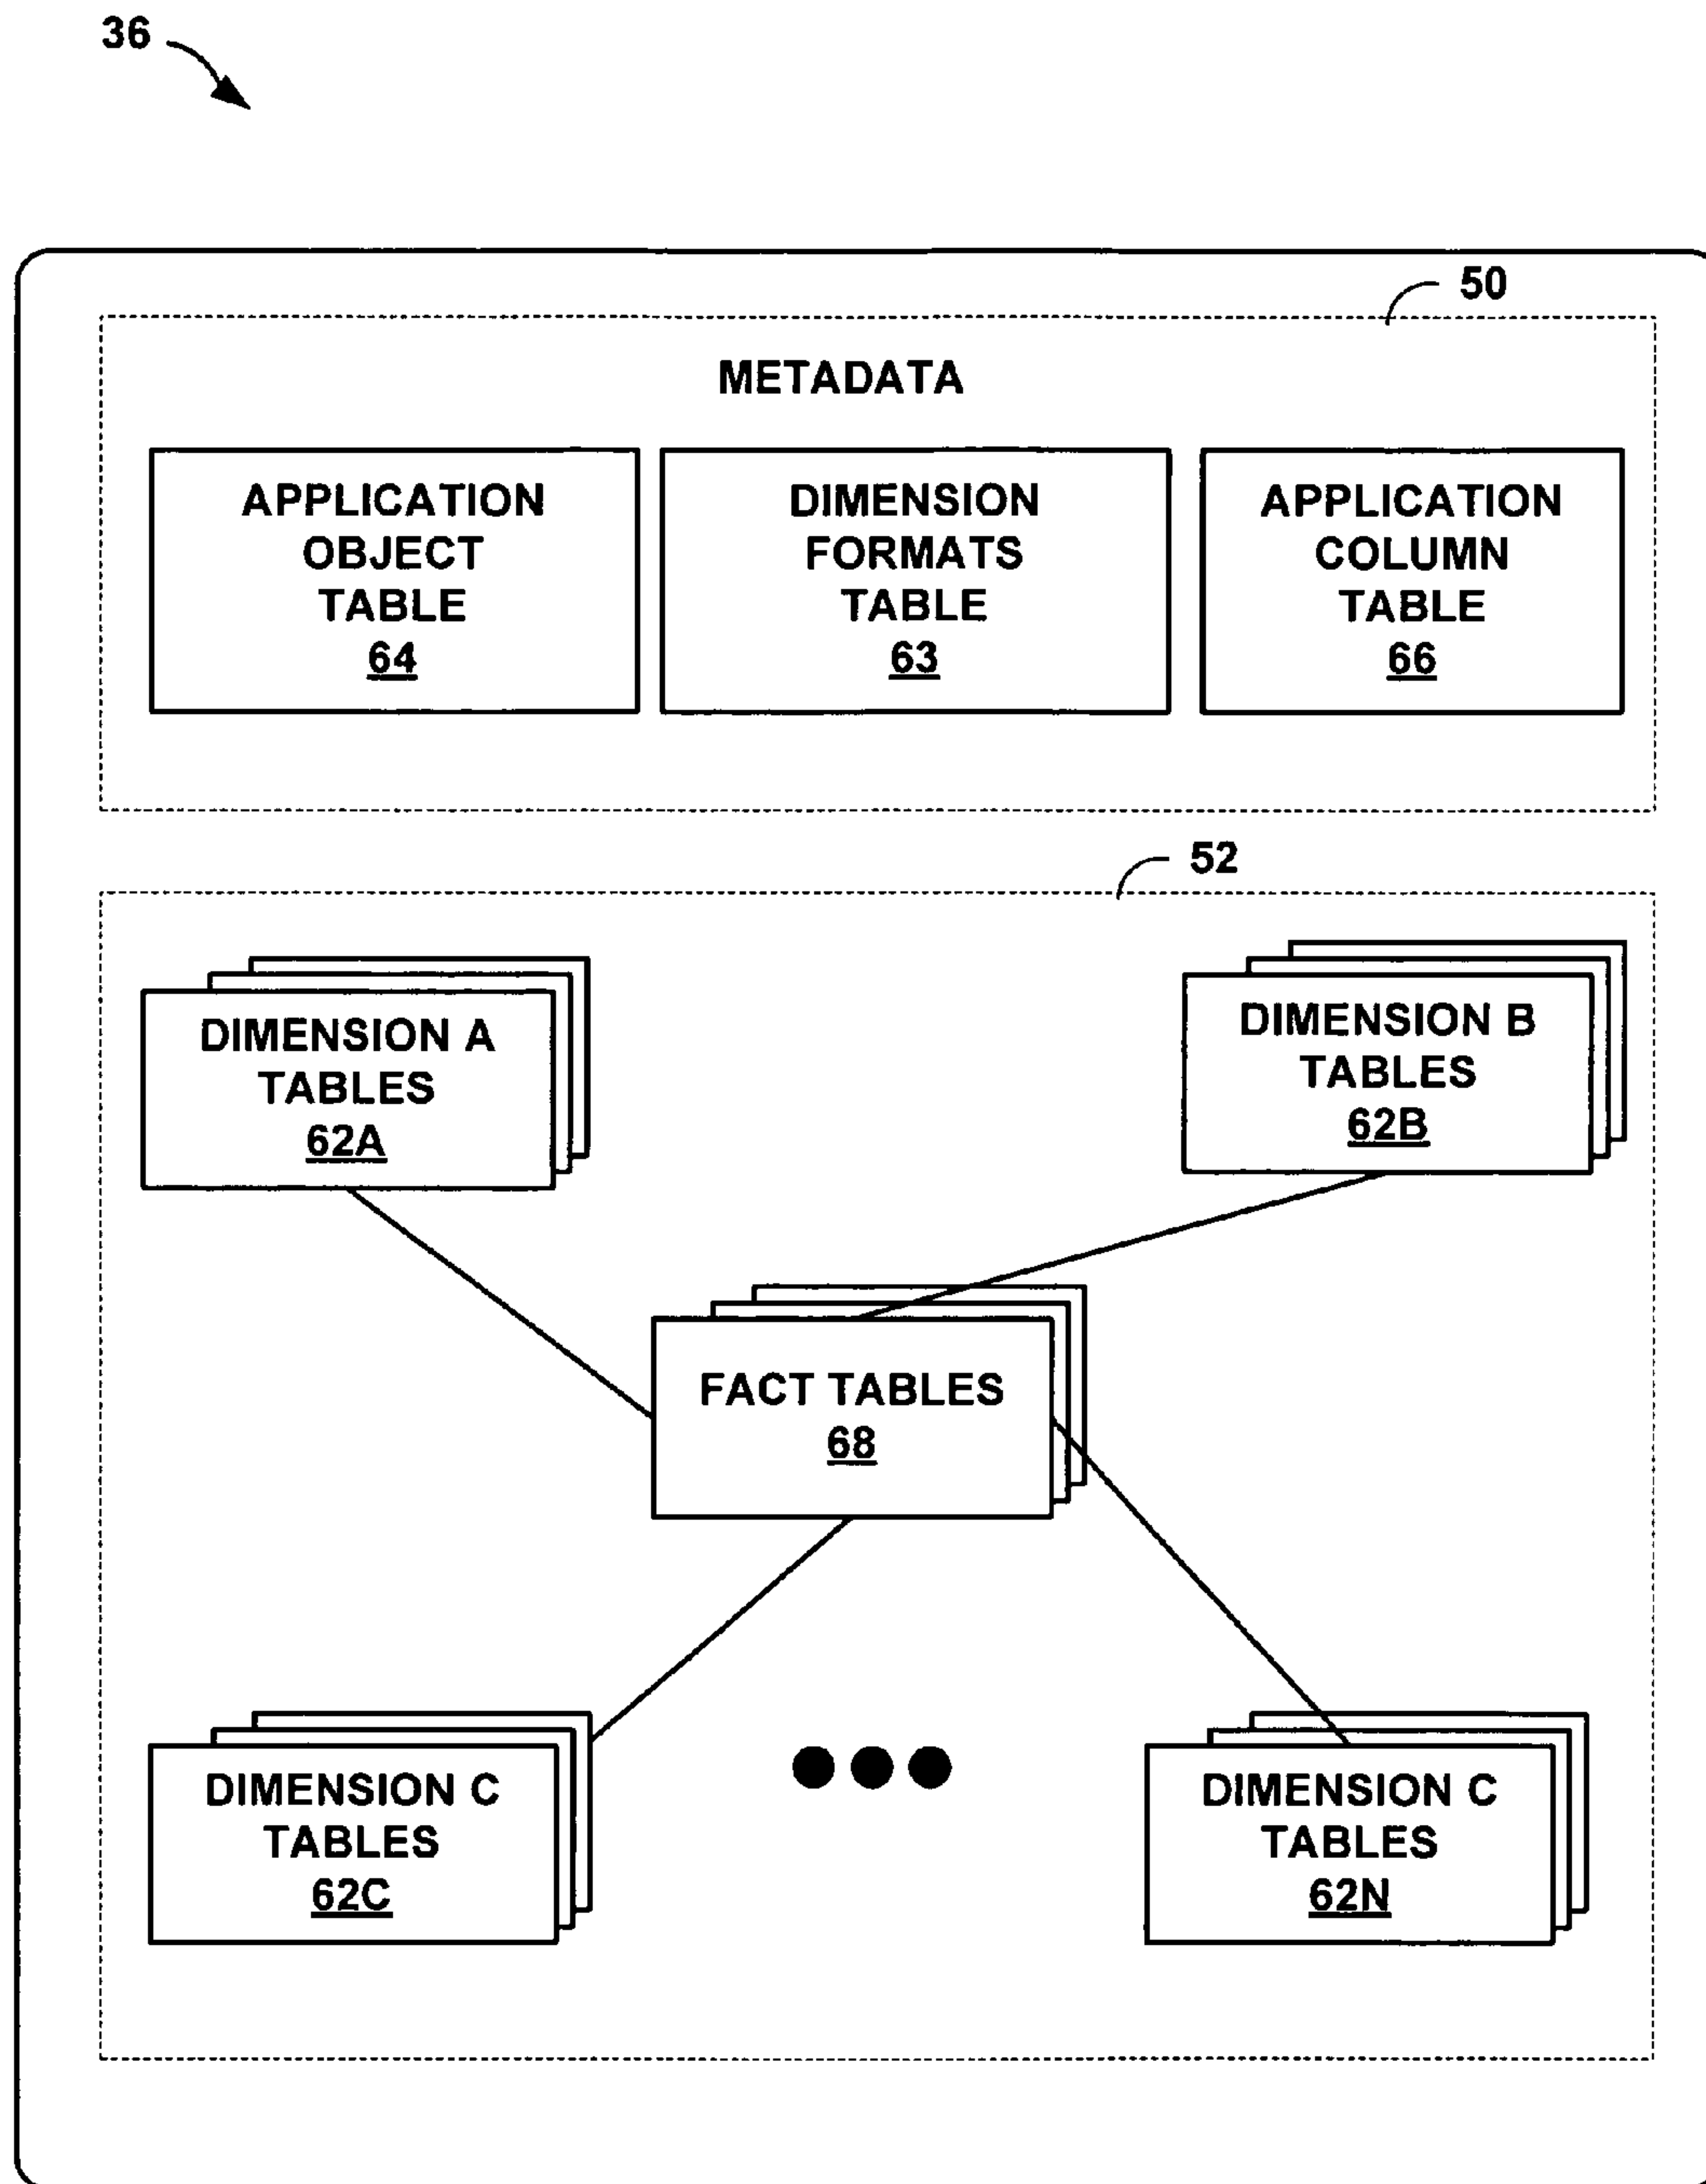 36
50
METADATA
APPLICATION
OBJECT
TABLE
64
DIMENSION
FORMATS
TABLE
63
APPLICATION
COLUMN
TABLE
66
52
DIMENSION A
TABLES
62A
DIMENSION B
TABLES
62B
FACT TABLES
68
DIMENSION C
TABLES
62C
DIMENSION C
TABLES
62N